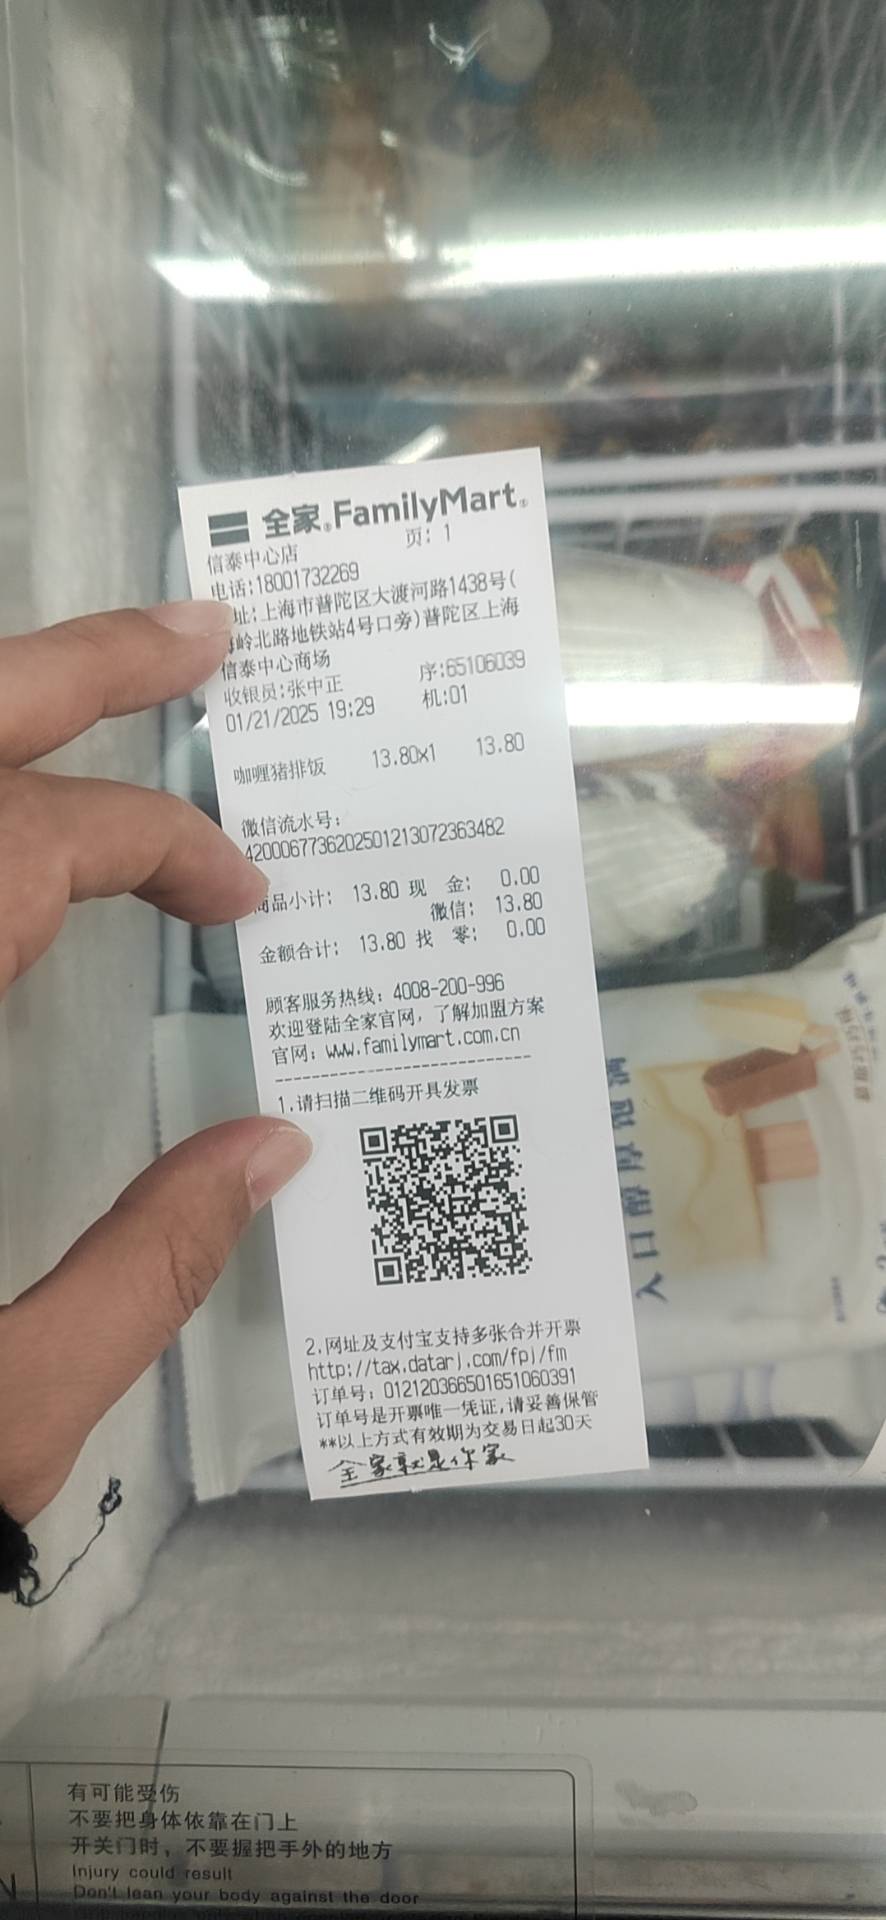 全家®FamilyMart®
页: 1
信泰中心店
电话:18001732269
址:上海市普陀区大渡河路1438号(
岭北路地铁站4号口旁)普陀区上海
信泰中心商场
收银员:张中正 序:65106039
01/21/2025 19:29 机:01
咖喱猪排饭 13.80x1 13.80
微信流水号:
4200067736202501213072363482
商品小计: 13.80 现 金: 0.00
微信: 13.80
金额合计: 13.80 找 零: 0.00
顾客服务热线: 4008-200-996
欢迎登陆全家官网, 了解加盟方案
官网: www.familymart.com.cn
--------------------------------
1.请扫描二维码开具发票
2.网址及支付宝支持多张合并开票
http://tax.datarj.com/fpj/fm
订单号: 012120366501651060391
订单号是开票唯一凭证,请妥善保管
**以上方式有效期为交易日起30天
全家就是你家
入口醇厚饱满
有可能受伤
不要把身体依靠在门上
开关门时，不要握把手外的地方
Injury could result
Don't lean your body against the door